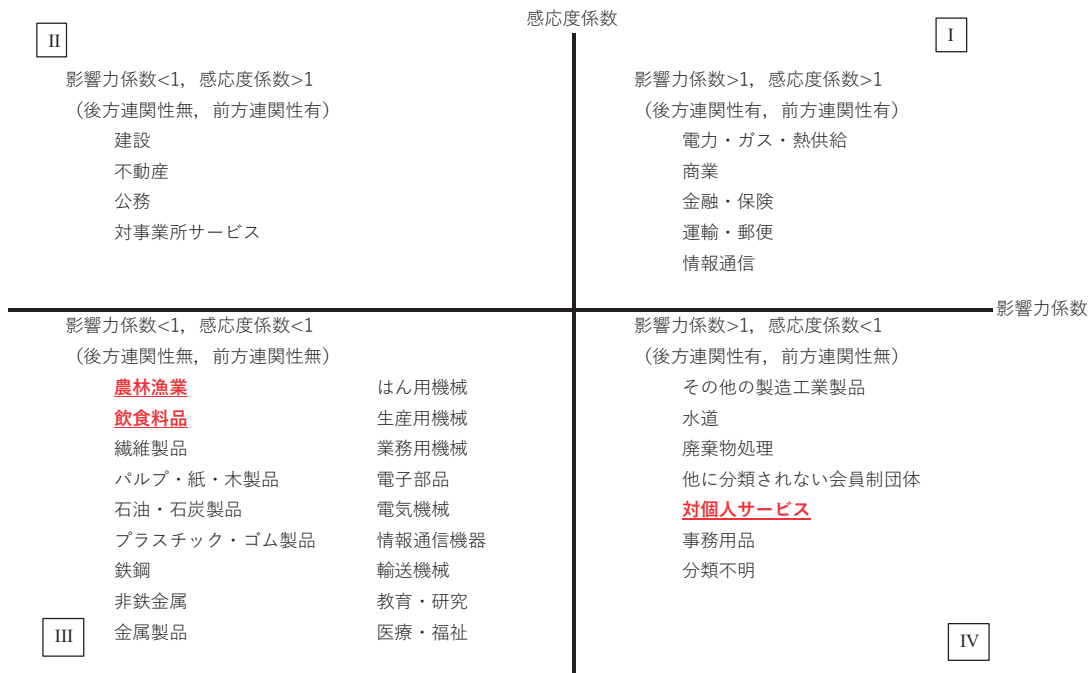 感応度係数
II
影響力係数<1，感応度係数>1
（後方連関性無，前方連関性有）
建設
不動産
公務
対事業所サービス
I
影響力係数>1，感応度係数>1
（後方連関性有，前方連関性有）
電力・ガス・熱供給
商業
金融・保険
運輸・郵便
情報通信
影響力係数
影響力係数<1，感応度係数<1
（後方連関性無，前方連関性無）
農林漁業
飲食料品
繊維製品
パルプ・紙・木製品
石油・石炭製品
プラスチック・ゴム製品
鉄鋼
非鉄金属
金属製品
はん用機械
生産用機械
業務用機械
電子部品
電気機械
情報通信機器
輸送機械
教育・研究
医療・福祉
III
影響力係数>1，感応度係数<1
（後方連関性有，前方連関性無）
その他の製造工業製品
水道
廃棄物処理
他に分類されない会員制団体
対個人サービス
事務用品
分類不明
IV